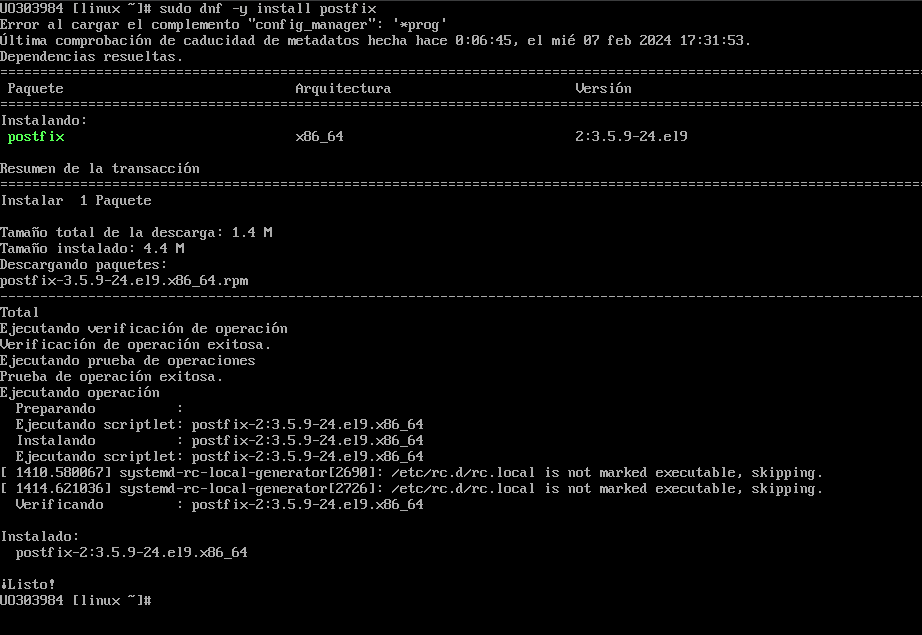 UO303984 [linux ~]# sudo dnf -y install postfix
Error al cargar el complemento "config_manager": '*prog'
Última comprobación de caducidad de metadatos hecha hace 0:06:45, el mié 07 feb 2024 17:31:53.
Dependencias resueltas.
================================================================================
Paquete Arquitectura Versión
================================================================================
Instalando:
postfix x86_64 2:3.5.9-24.el9
Resumen de la transacción
================================================================================
Instalar 1 Paquete
Tamaño total de la descarga: 1.4 M
Tamaño instalado: 4.4 M
Descargando paquetes:
postfix-3.5.9-24.el9.x86_64.rpm
--------------------------------------------------------------------------------
Total
Ejecutando verificación de operación
Verificación de operación exitosa.
Ejecutando prueba de operaciones
Prueba de operación exitosa.
Ejecutando operación
Preparando :
Ejecutando scriptlet: postfix-2:3.5.9-24.el9.x86_64
Instalando : postfix-2:3.5.9-24.el9.x86_64
Ejecutando scriptlet: postfix-2:3.5.9-24.el9.x86_64
[ 1410.580067] systemd-rc-local-generator[2690]: /etc/rc.d/rc.local is not marked executable, skipping.
[ 1414.621036] systemd-rc-local-generator[2726]: /etc/rc.d/rc.local is not marked executable, skipping.
Verificando : postfix-2:3.5.9-24.el9.x86_64
Instalado:
postfix-2:3.5.9-24.el9.x86_64
¡Listo!
UO303984 [linux ~]#